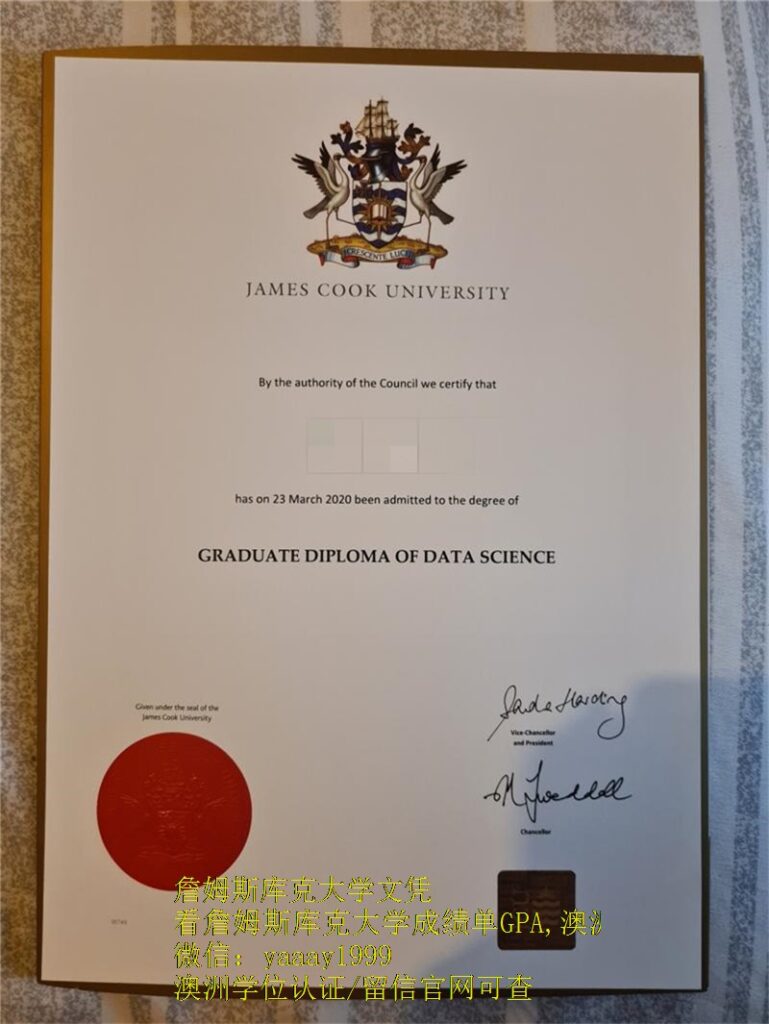 CRESCENTE LUCE
JAMES COOK UNIVERSITY
By the authority of the Council we certify that
has on 23 March 2020 been admitted to the degree of
GRADUATE DIPLOMA OF DATA SCIENCE
Given under the seal of the
James Cook University
Vice-Chancellor
and President
Chancellor
詹姆斯库克大学文凭
看詹姆斯库克大学成绩单GPA,澳
微信：yaaay1999
澳洲学位认证/留信官网可查